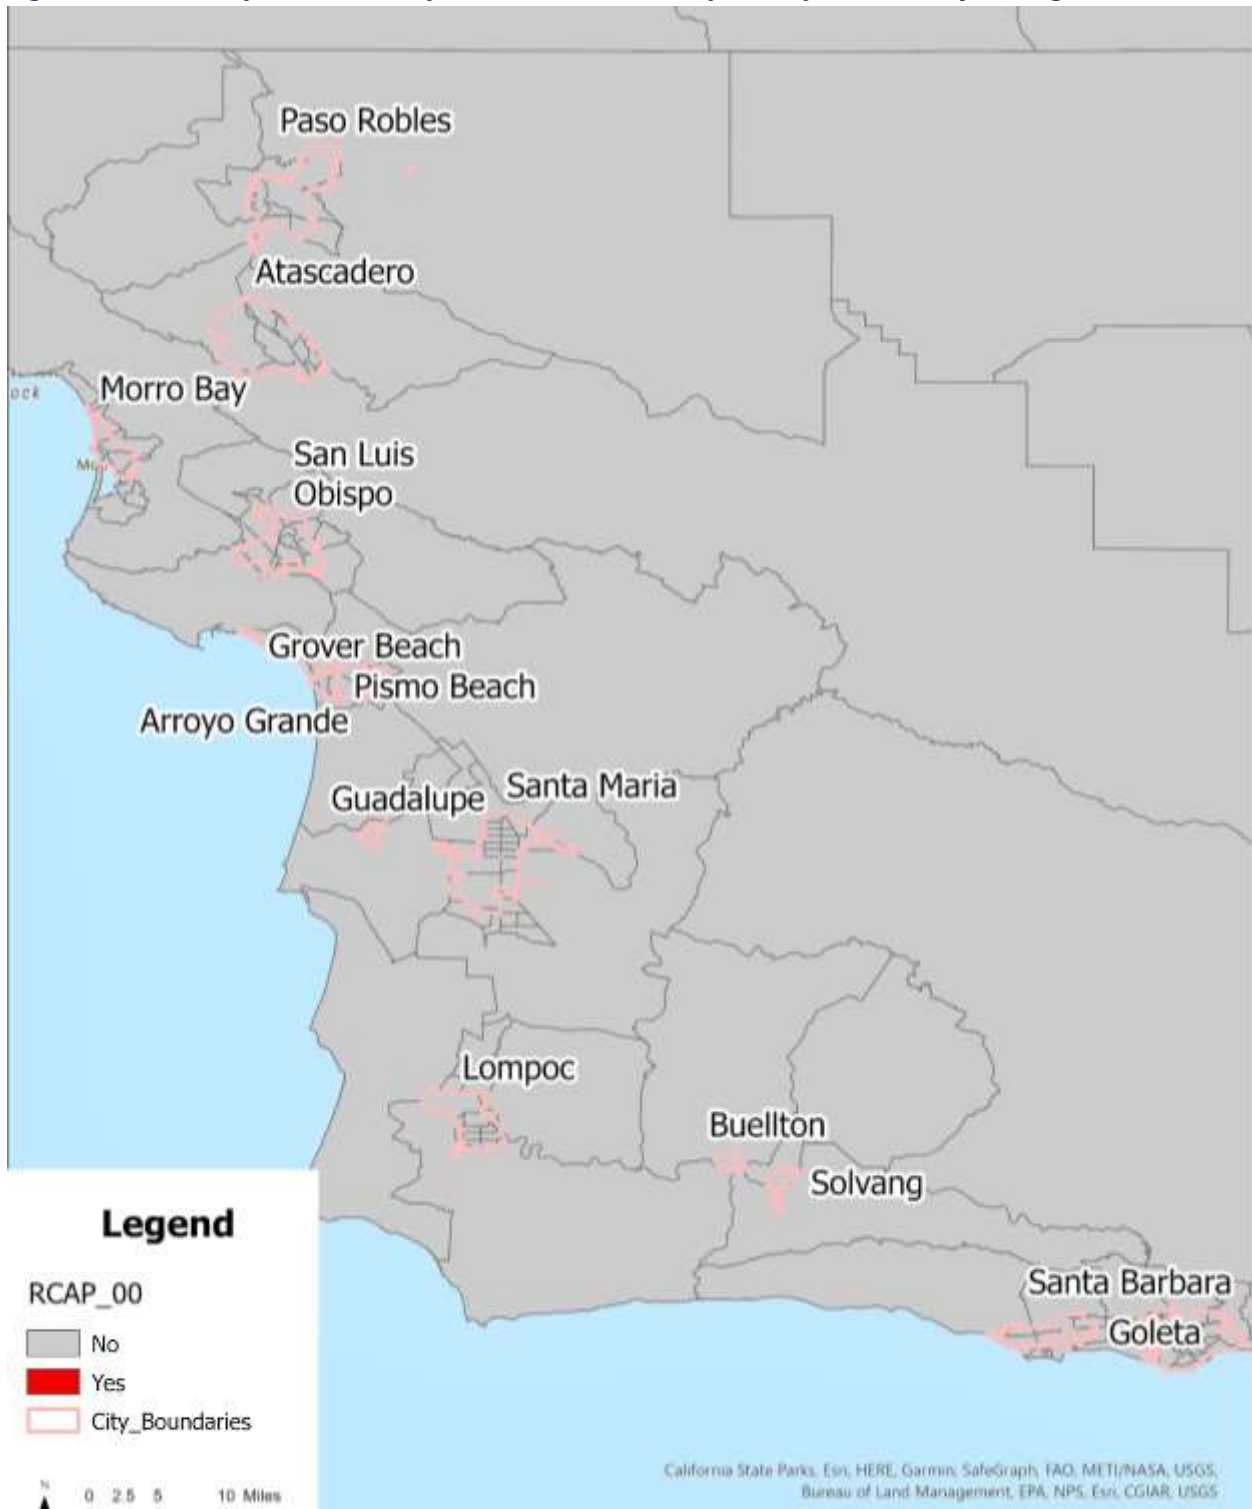 Paso Robles
Atascadero
ock
Morro Bay
San Luis
Obispo
Grover Beach
Pismo Beach
Arroyo Grande
Santa Maria
Guadalupe
Lompoc
Buellton
Solvang
Santa Barbara
Goleta
Legend
RCAP_00
No
Yes
City_Boundaries
N
0 2.5 5 10 Miles
California State Parks, Esri, HERE, Garmin, SafeGraph, FAO, METI/NASA, USGS,
Bureau of Land Management, EPA, NPS, Esri, CGIAR, USGS